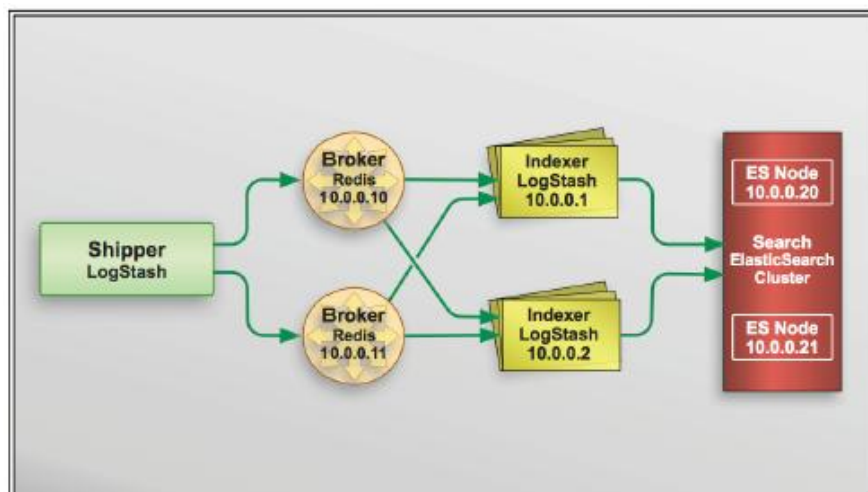 Shipper
LogStash
Broker
Redis
10.0.0.10
Broker
Redis
10.0.0.11
Indexer
LogStash
10.0.0.1
Indexer
LogStash
10.0.0.2
ES Node
10.0.0.20
Search
ElasticSearch
Cluster
ES Node
10.0.0.21